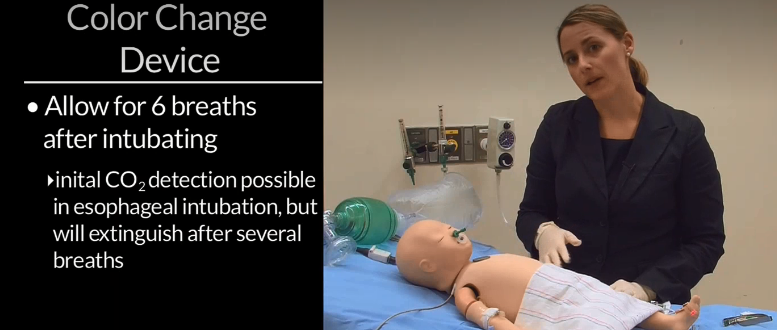 Color Change
Device
• Allow for 6 breaths
after intubating
▸inital CO₂ detection possible
in esophageal intubation, but
will extinguish after several
breaths